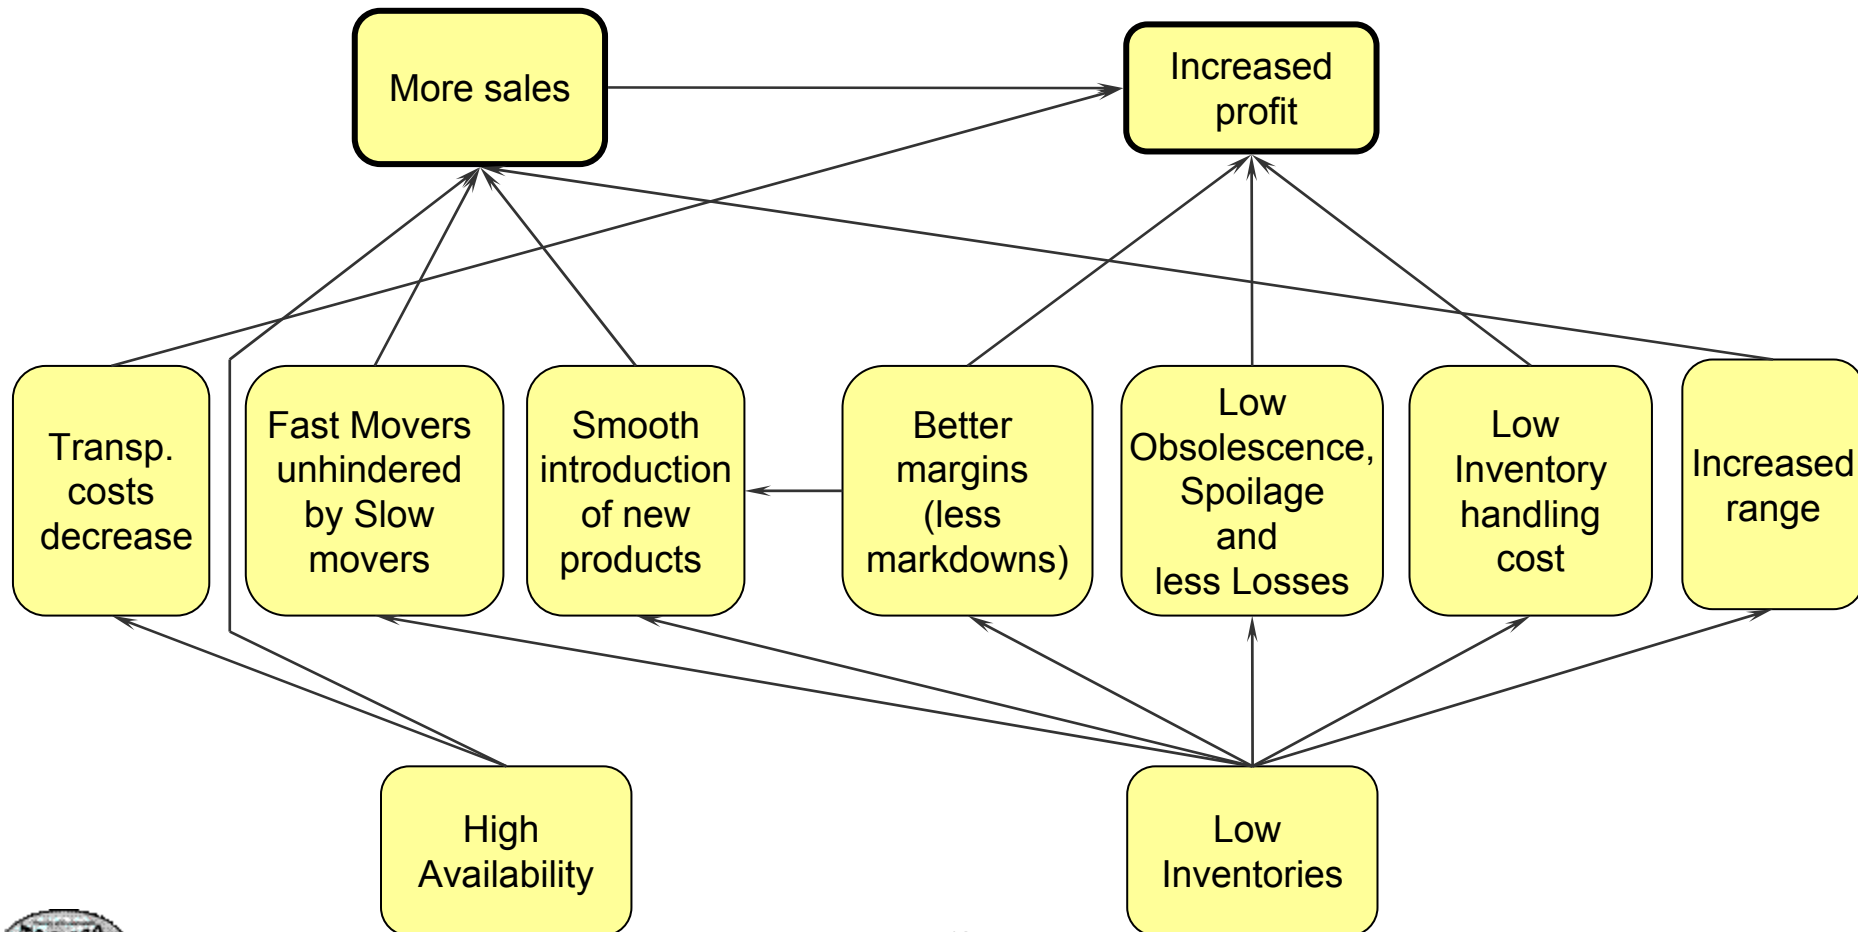 More sales
Increased
profit
Transp.
costs
decrease
Fast Movers
unhindered
by Slow
movers
Smooth
introduction
of new
products
Better
margins
(less
markdowns)
Low
Obsolescence,
Spoilage
and
less Losses
Low
Inventory
handling
cost
Increased
range
High
Availability
Low
Inventories